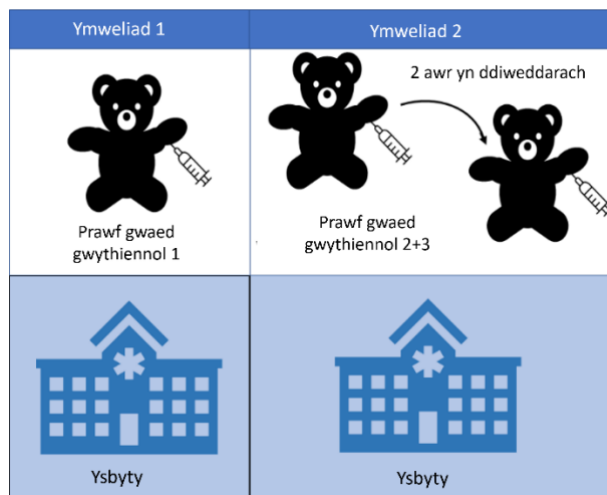 Ymweliad 1
Ymweliad 2
2 awr yn ddiweddarach
Prawf gwaed
gwythiennol 1
Prawf gwaed
gwythiennol 2+3
Ysbyty
Ysbyty